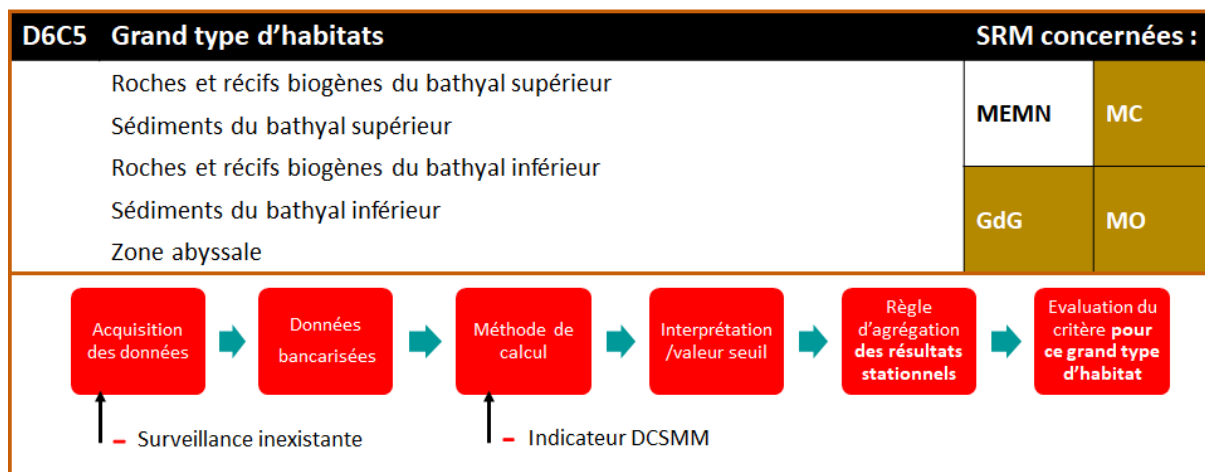 D6C5 Grand type d’habitats SRM concernées :
Roches et récifs biogènes du bathyal supérieur
Sédiments du bathyal supérieur
Roches et récifs biogènes du bathyal inférieur
Sédiments du bathyal inférieur
Zone abyssale
MEMN MC
GdG MO
Acquisition
des données
Données
bancarisées
Méthode de
calcul
Interprétation
/valeur seuil
Règle
d’agrégation
des résultats
stationnels
Evaluation du
critère pour
ce grand type
d’habitat
– Surveillance inexistante
– Indicateur DCSMM